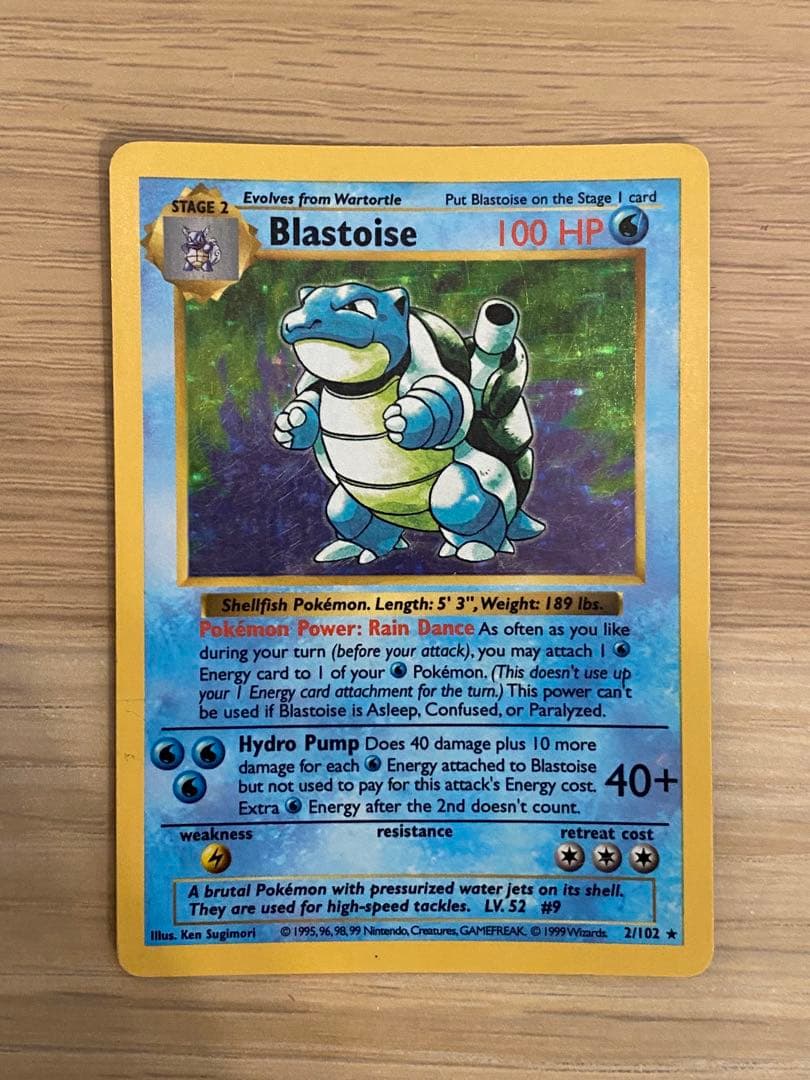 Evolves from Wartortle Put Blastoise on the Stage 1 card
STAGE 2
Blastoise 100 HP
Shellfish Pokémon. Length: 5' 3", Weight: 189 lbs.
Pokémon Power: Rain Dance As often as you like
during your turn (before your attack), you may attach 1
Energy card to 1 of your Pokémon. (This doesn't use up
your 1 Energy card attachment for the turn.) This power can't
be used if Blastoise is Asleep, Confused, or Paralyzed.
Hydro Pump Does 40 damage plus 10 more
damage for each Energy attached to Blastoise
but not used to pay for this attack's Energy cost.
Extra Energy after the 2nd doesn't count.
40+
weakness resistance retreat cost
A brutal Pokémon with pressurized water jets on its shell.
They are used for high-speed tackles. LV. 52 #9
Illus. Ken Sugimori © 1995, 96, 98, 99 Nintendo, Creatures, GAMEFREAK. © 1999 Wizards. 2/102 ★